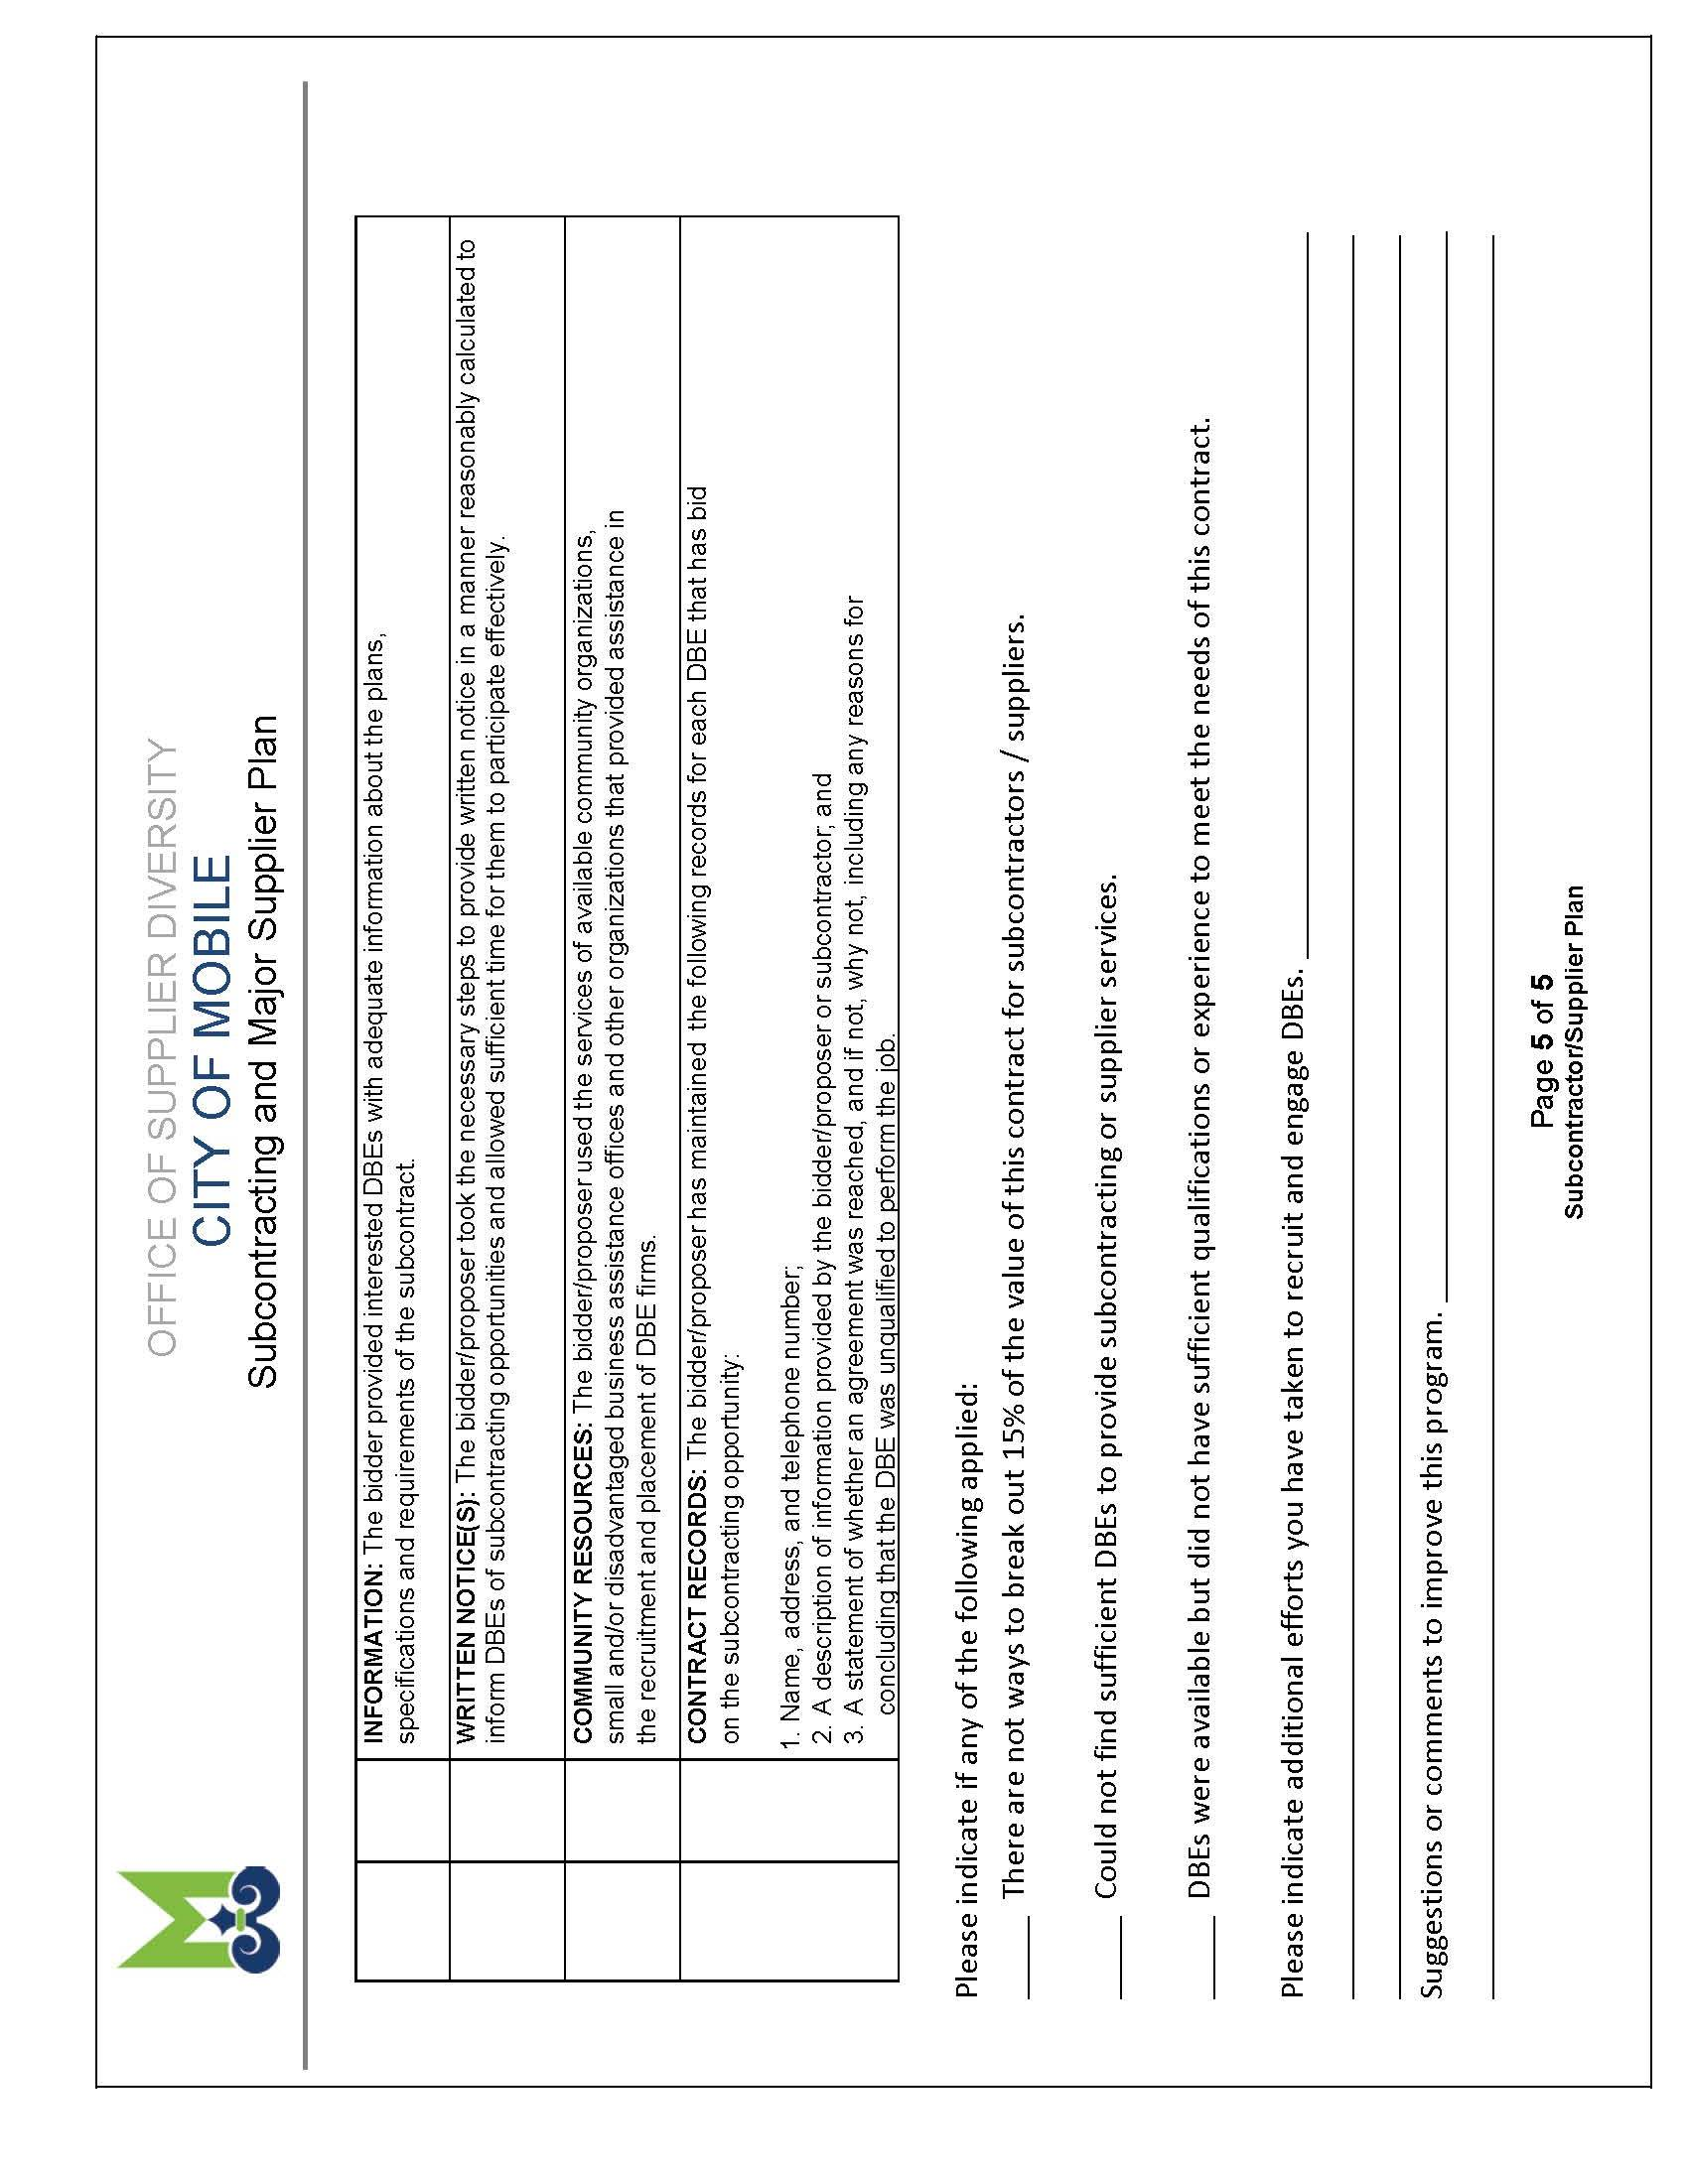 OFFICE OF SUPPLIER DIVERSITY
CITY OF MOBILE
Subcontracting and Major Supplier Plan
INFORMATION: The bidder provided interested DBEs with adequate information about the plans,
specifications and requirements of the subcontract.
WRITTEN NOTICE(S): The bidder/proposer took the necessary steps to provide written notice in a manner reasonably calculated to
inform DBEs of subcontracting opportunities and allowed sufficient time for them to participate effectively.
COMMUNITY RESOURCES: The bidder/proposer used the services of available community organizations,
small and/or disadvantaged business assistance offices and other organizations that provided assistance in
the recruitment and placement of DBE firms.
CONTRACT RECORDS: The bidder/proposer has maintained the following records for each DBE that has bid
on the subcontracting opportunity:
1. Name, address, and telephone number;
2. A description of information provided by the bidder/proposer or subcontractor; and
3. A statement of whether an agreement was reached, and if not, why not, including any reasons for
concluding that the DBE was unqualified to perform the job.
Please indicate if any of the following applied:
There are not ways to break out 15% of the value of this contract for subcontractors / suppliers.
Could not find sufficient DBEs to provide subcontracting or supplier services.
DBEs were available but did not have sufficient qualifications or experience to meet the needs of this contract.
Please indicate additional efforts you have taken to recruit and engage DBEs.
Suggestions or comments to improve this program.
Page 5 of 5
Subcontractor/Supplier Plan